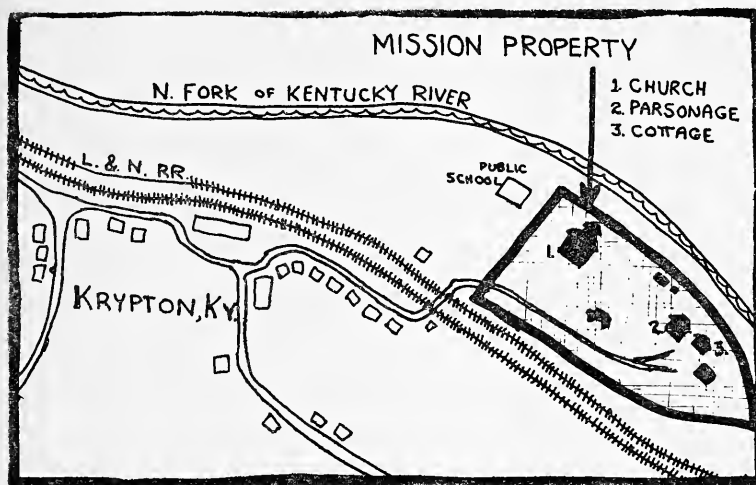 MISSION PROPERTY
1. CHURCH
2. PARSONAGE
3. COTTAGE
N. FORK OF KENTUCKY RIVER
L. & N. RR.
PUBLIC
SCHOOL
1.
2.
3.
KRYPTON, KY.